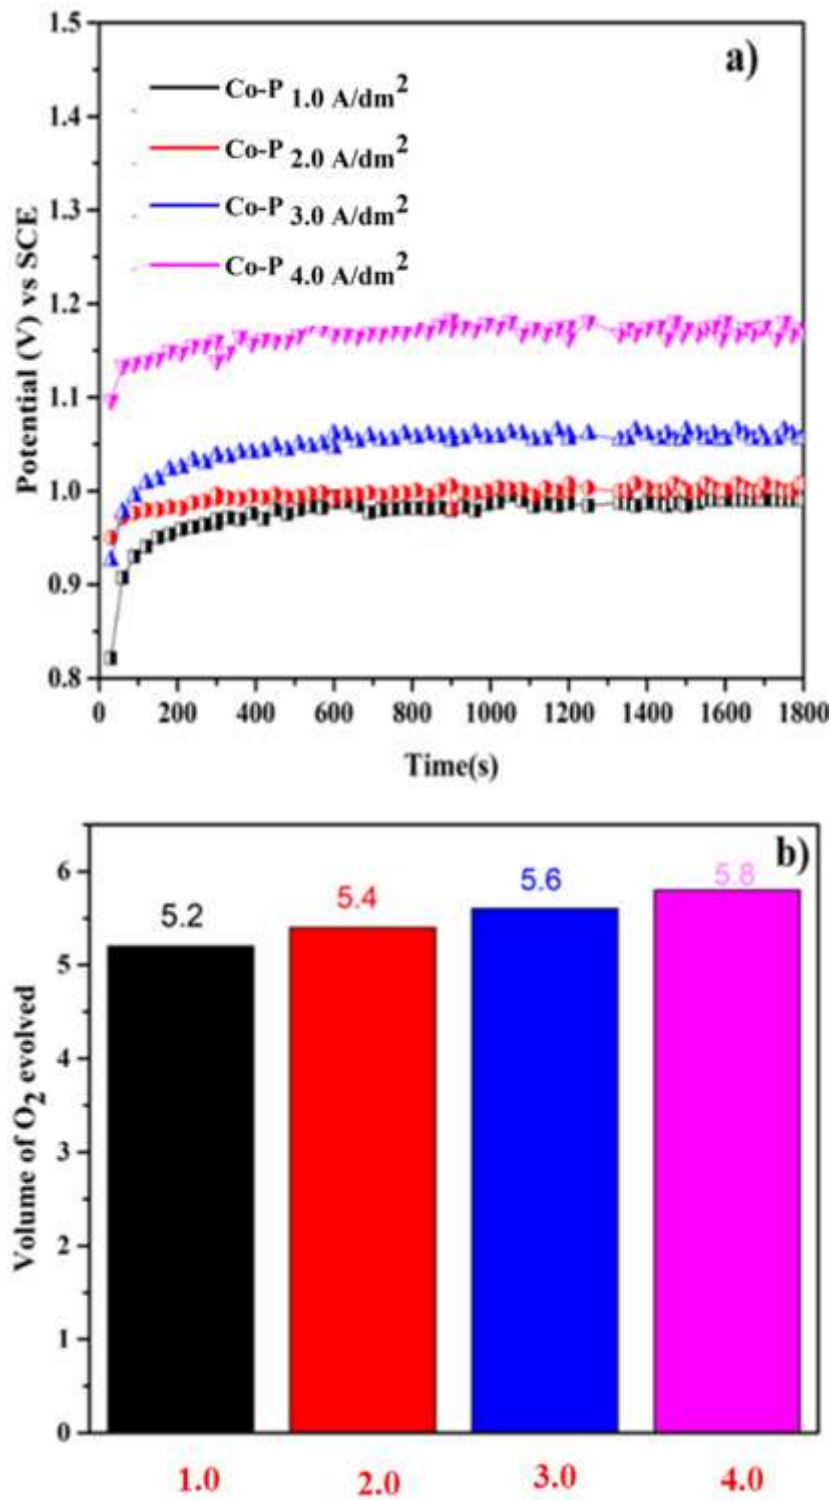 a)
Co-P 1.0 A/dm2
Co-P 2.0 A/dm2
Co-P 3.0 A/dm2
Co-P 4.0 A/dm2
Potential (V) vs SCE
1.5
1.4
1.3
1.2
1.1
1.0
0.9
0.8
0 200 400 600 800 1000 1200 1400 1600 1800
Time(s)
b)
Volume of O2 evolved
6
5
4
3
2
1
0
5.2 5.4 5.6 5.8
1.0 2.0 3.0 4.0